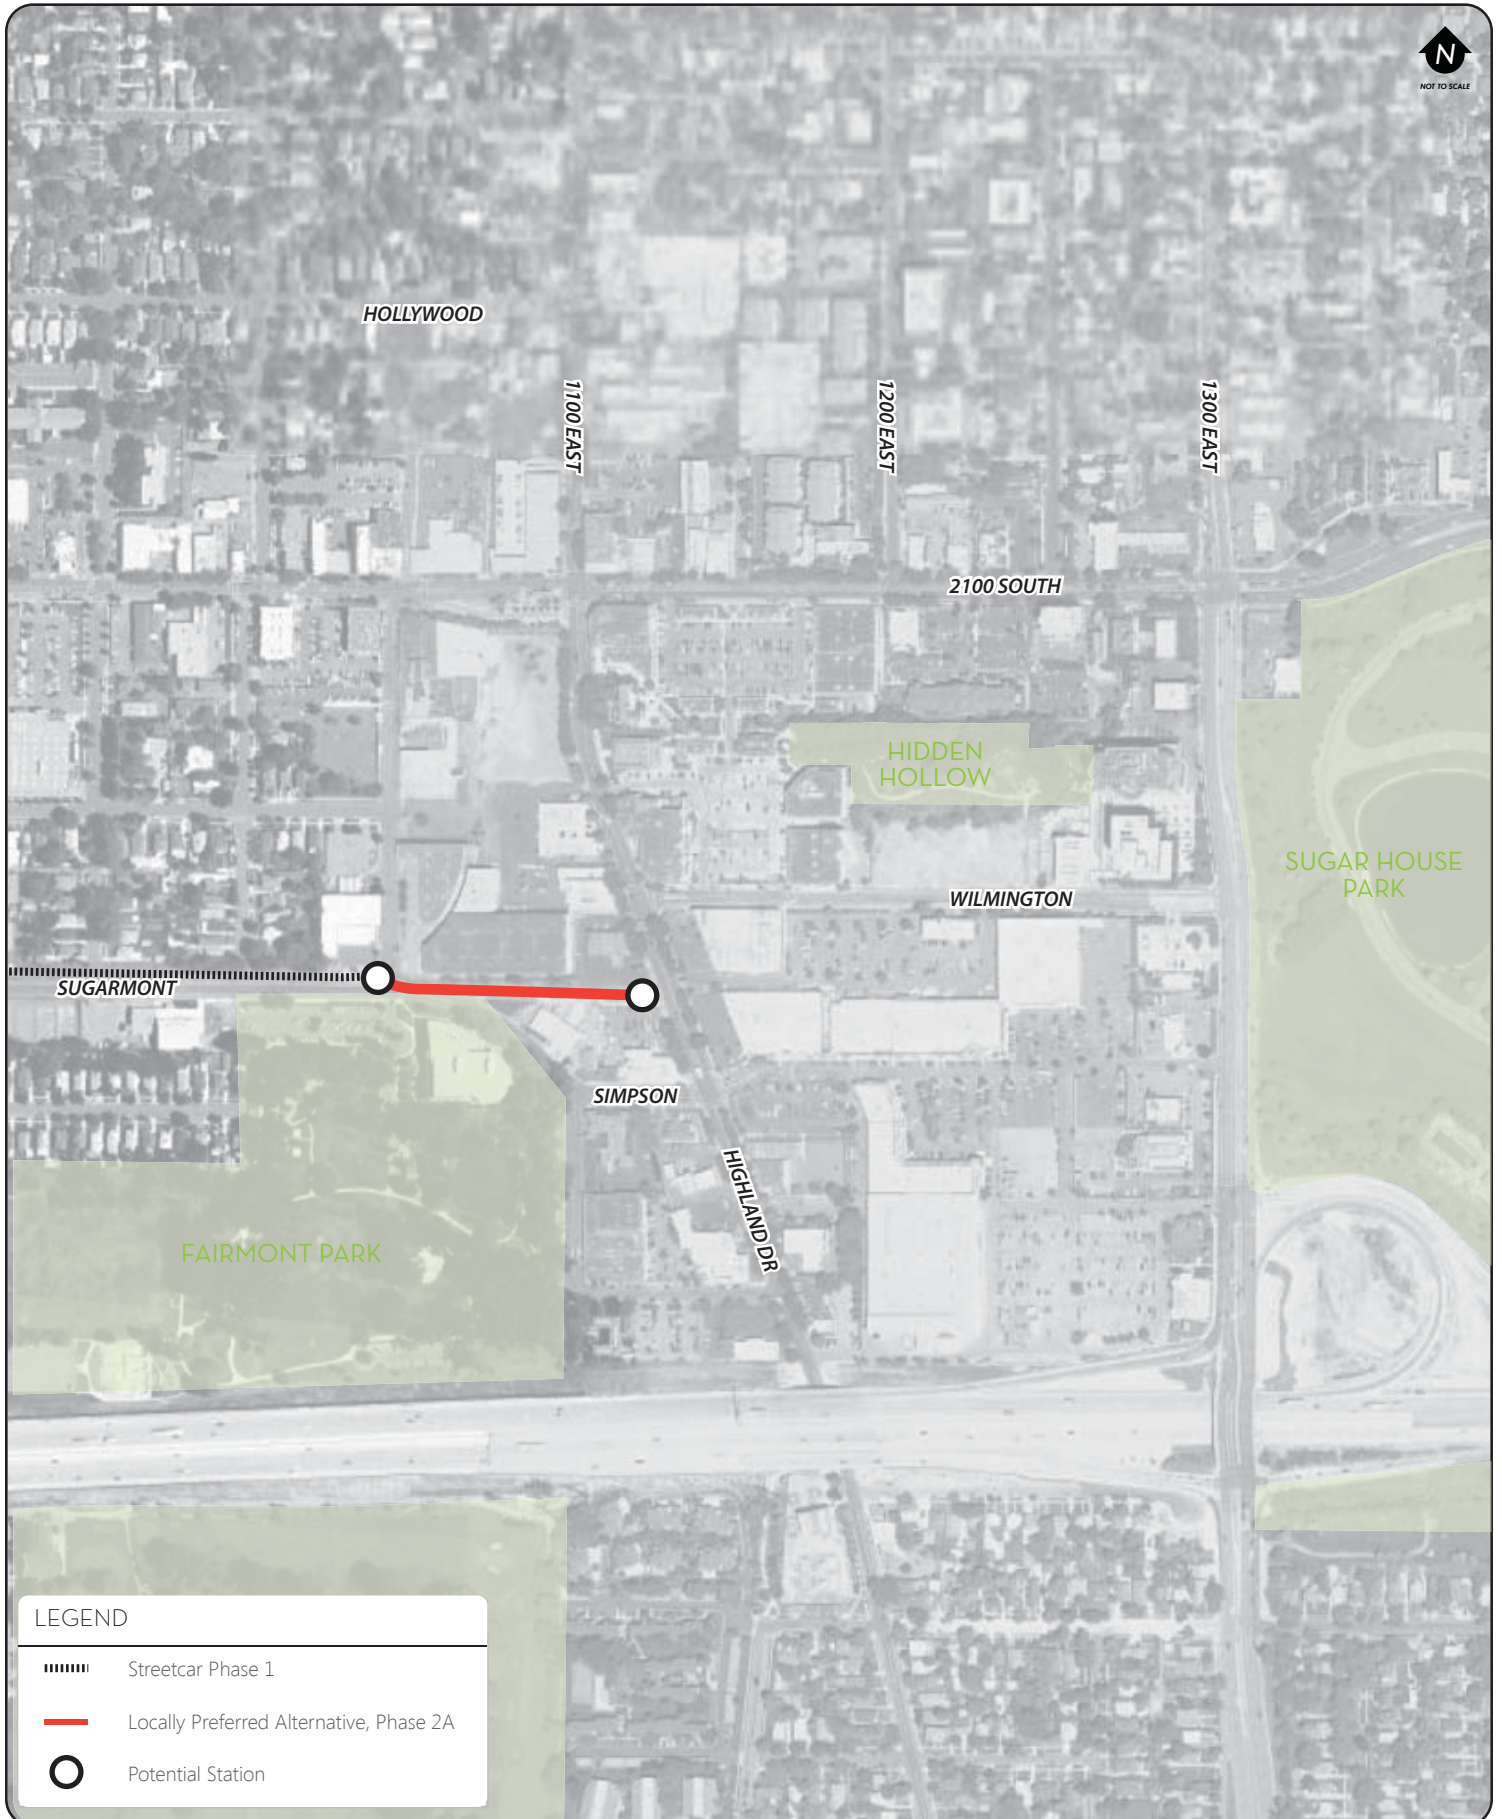 N
NOT TO SCALE
HOLLYWOOD
1100 EAST
1200 EAST
1300 EAST
2100 SOUTH
HIDDEN
HOLLOW
SUGAR HOUSE
PARK
WILMINGTON
SUGARMONT
SIMPSON
HIGHLAND DR
FAIRMONT PARK
LEGEND
Streetcar Phase 1
Locally Preferred Alternative, Phase 2A
Potential Station